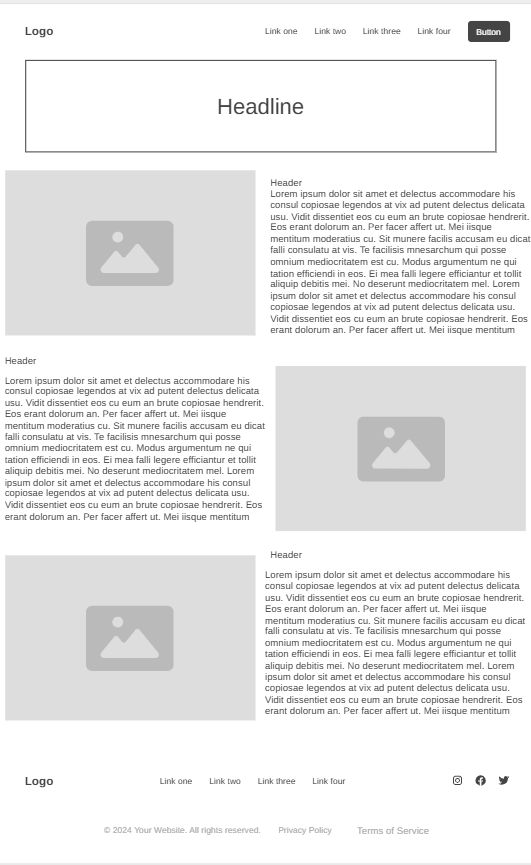 Logo
Link one Link two Link three Link four Button
Headline
Header
Lorem ipsum dolor sit amet et delectus accommodare his
consul copiosae legendos at vix ad putent delectus delicata
usu. Vidit dissentiet eos cu eum an brute copiosae hendrerit.
Eos erant dolorum an. Per facer affert ut. Mei iisque
mentitum moderatius cu. Sit munere facilis accusam eu dicat
falli consulatu at vis. Te facilisis mnesarchum qui posse
omnium mediocritatem est cu. Modus argumentum ne qui
tation efficiendi in eos. Ei mea falli legere efficiantur et tollit
aliquip debitis mei. No deserunt mediocritatem mel. Lorem
ipsum dolor sit amet et delectus accommodare his consul
copiosae legendos at vix ad putent delectus delicata usu.
Vidit dissentiet eos cu eum an brute copiosae hendrerit. Eos
erant dolorum an. Per facer affert ut. Mei iisque mentitum
Header
Lorem ipsum dolor sit amet et delectus accommodare his
consul copiosae legendos at vix ad putent delectus delicata
usu. Vidit dissentiet eos cu eum an brute copiosae hendrerit.
Eos erant dolorum an. Per facer affert ut. Mei iisque
mentitum moderatius cu. Sit munere facilis accusam eu dicat
falli consulatu at vis. Te facilisis mnesarchum qui posse
omnium mediocritatem est cu. Modus argumentum ne qui
tation efficiendi in eos. Ei mea falli legere efficiantur et tollit
aliquip debitis mei. No deserunt mediocritatem mel. Lorem
ipsum dolor sit amet et delectus accommodare his consul
copiosae legendos at vix ad putent delectus delicata usu.
Vidit dissentiet eos cu eum an brute copiosae hendrerit. Eos
erant dolorum an. Per facer affert ut. Mei iisque mentitum
Header
Lorem ipsum dolor sit amet et delectus accommodare his
consul copiosae legendos at vix ad putent delectus delicata
usu. Vidit dissentiet eos cu eum an brute copiosae hendrerit.
Eos erant dolorum an. Per facer affert ut. Mei iisque
mentitum moderatius cu. Sit munere facilis accusam eu dicat
falli consulatu at vis. Te facilisis mnesarchum qui posse
omnium mediocritatem est cu. Modus argumentum ne qui
tation efficiendi in eos. Ei mea falli legere efficiantur et tollit
aliquip debitis mei. No deserunt mediocritatem mel. Lorem
ipsum dolor sit amet et delectus accommodare his consul
copiosae legendos at vix ad putent delectus delicata usu.
Vidit dissentiet eos cu eum an brute copiosae hendrerit. Eos
erant dolorum an. Per facer affert ut. Mei iisque mentitum
Logo
Link one Link two Link three Link four
© 2024 Your Website. All rights reserved. Privacy Policy Terms of Service